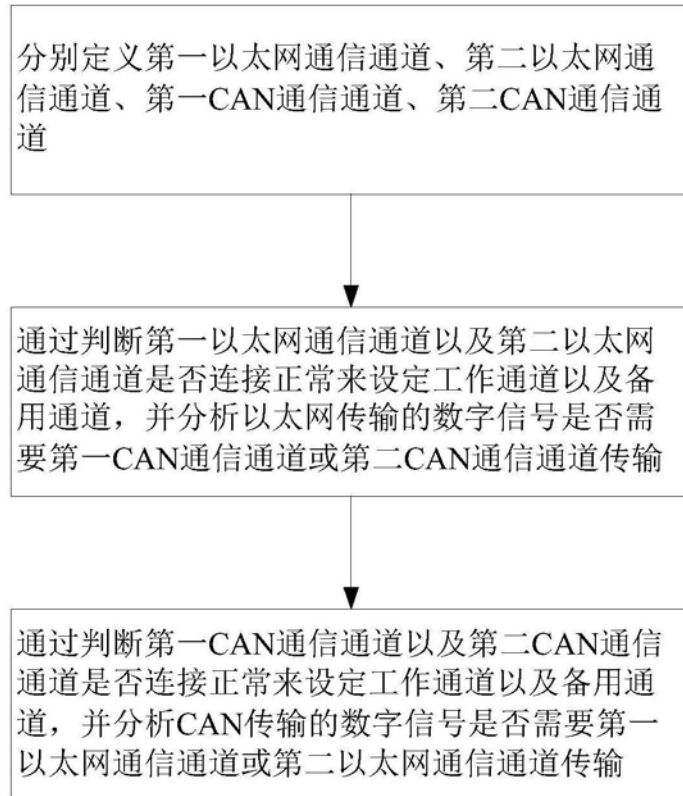 分别定义第一以太网通信通道、第二以太网通
信通道、第一CAN通信通道、第二CAN通信通
道
通过判断第一以太网通信通道以及第二以太网
通信通道是否连接正常来设定工作通道以及备
用通道，并分析以太网传输的数字信号是否需
要第一CAN通信通道或第二CAN通信通道传输
通过判断第一CAN通信通道以及第二CAN通信
通道是否连接正常来设定工作通道以及备用通
道，并分析CAN传输的数字信号是否需要第一
以太网通信通道或第二以太网通信通道传输